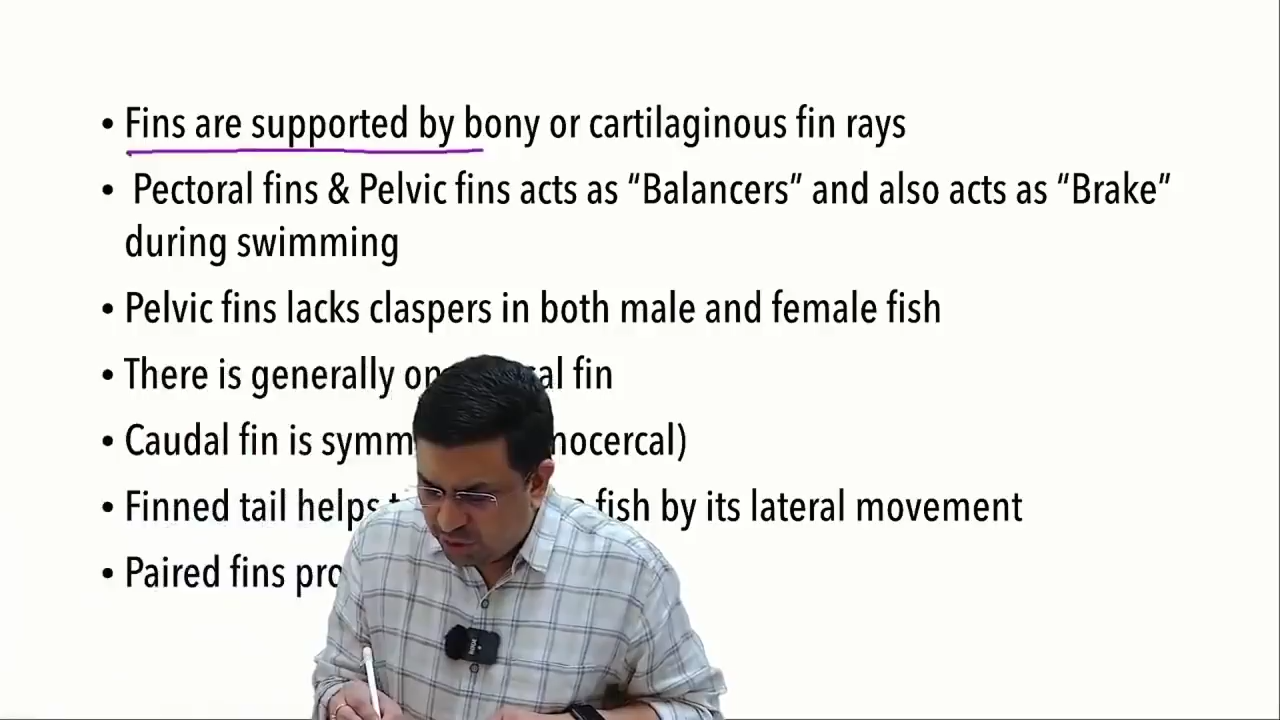 • Fins are supported by bony or cartilaginous fin rays
• Pectoral fins & Pelvic fins acts as “Balancers” and also acts as “Brake”
during swimming
• Pelvic fins lacks claspers in both male and female fish
• There is generally fin
• Caudal fin is
• Finned tail helps fish by its lateral movement
• Paired fins